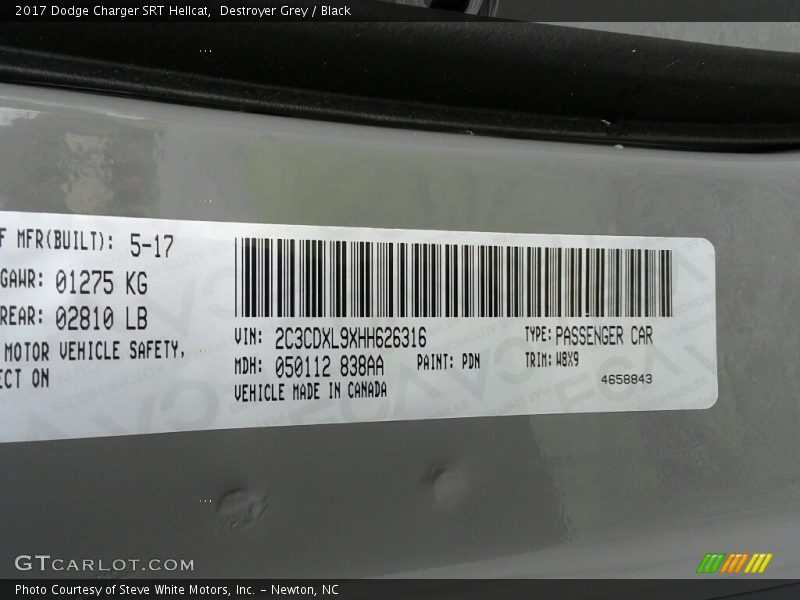 2017 Dodge Charger SRT Hellcat, Destroyer Grey / Black
F MFR(BUILT): 5-17
GAWR: 01275 KG
REAR: 02810 LB
MOTOR VEHICLE SAFETY,
ECT ON
VIN: 2C3CDXL9XHH626316
TYPE: PASSENGER CAR
MDH: 050112 838AA PAINT: PDN
TRIM: W8X9
VEHICLE MADE IN CANADA
4658843
GTCARLOT.COM
Photo Courtesy of Steve White Motors, Inc. – Newton, NC